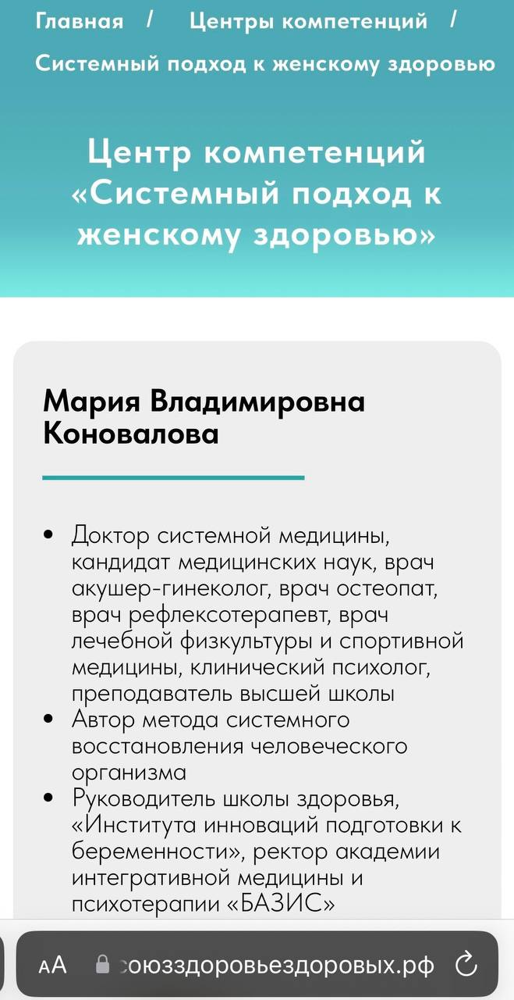 Главная / Центры компетенций /
Системный подход к женскому здоровью
Центр компетенций
«Системный подход к
женскому здоровью»
Мария Владимировна
Коновалова
• Доктор системной медицины,
кандидат медицинских наук, врач
акушер-гинеколог, врач остеопат,
врач рефлексотерапевт, врач
лечебной физкультуры и спортивной
медицины, клинический психолог,
преподаватель высшей школы
• Автор метода системного
восстановления человеческого
организма
• Руководитель школы здоровья,
«Института инноваций подготовки к
беременности», ректор академии
интегративной медицины и
психотерапии «БАЗИС»
АА союзздоровьездоровых.рф